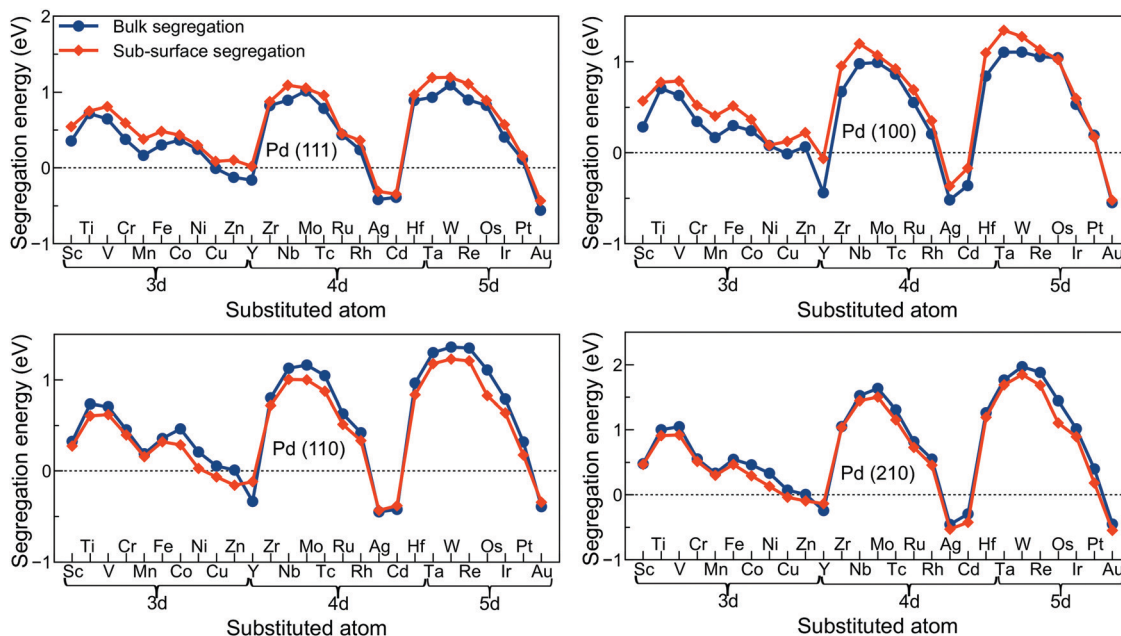 Segregation energy (eV)
2
1
0
−1
Bulk segregation
Sub-surface segregation
Pd (111)
Ti Cr Fe Ni Zn Zr Mo Ru Ag Hf W Os Pt
Sc V Mn Co Cu Y Nb Tc Rh Cd Ta Re Ir Au
3d 4d 5d
Substituted atom
Segregation energy (eV)
1
0
−1
Pd (100)
Ti Cr Fe Ni Zn Zr Mo Ru Ag Hf W Os Pt
Sc V Mn Co Cu Y Nb Tc Rh Cd Ta Re Ir Au
3d 4d 5d
Substituted atom
Segregation energy (eV)
1
0
−1
Pd (110)
Ti Cr Fe Ni Zn Zr Mo Ru Ag Hf W Os Pt
Sc V Mn Co Cu Y Nb Tc Rh Cd Ta Re Ir Au
3d 4d 5d
Substituted atom
Segregation energy (eV)
2
1
0
−1
Pd (210)
Ti Cr Fe Ni Zn Zr Mo Ru Ag Hf W Os Pt
Sc V Mn Co Cu Y Nb Tc Rh Cd Ta Re Ir Au
3d 4d 5d
Substituted atom